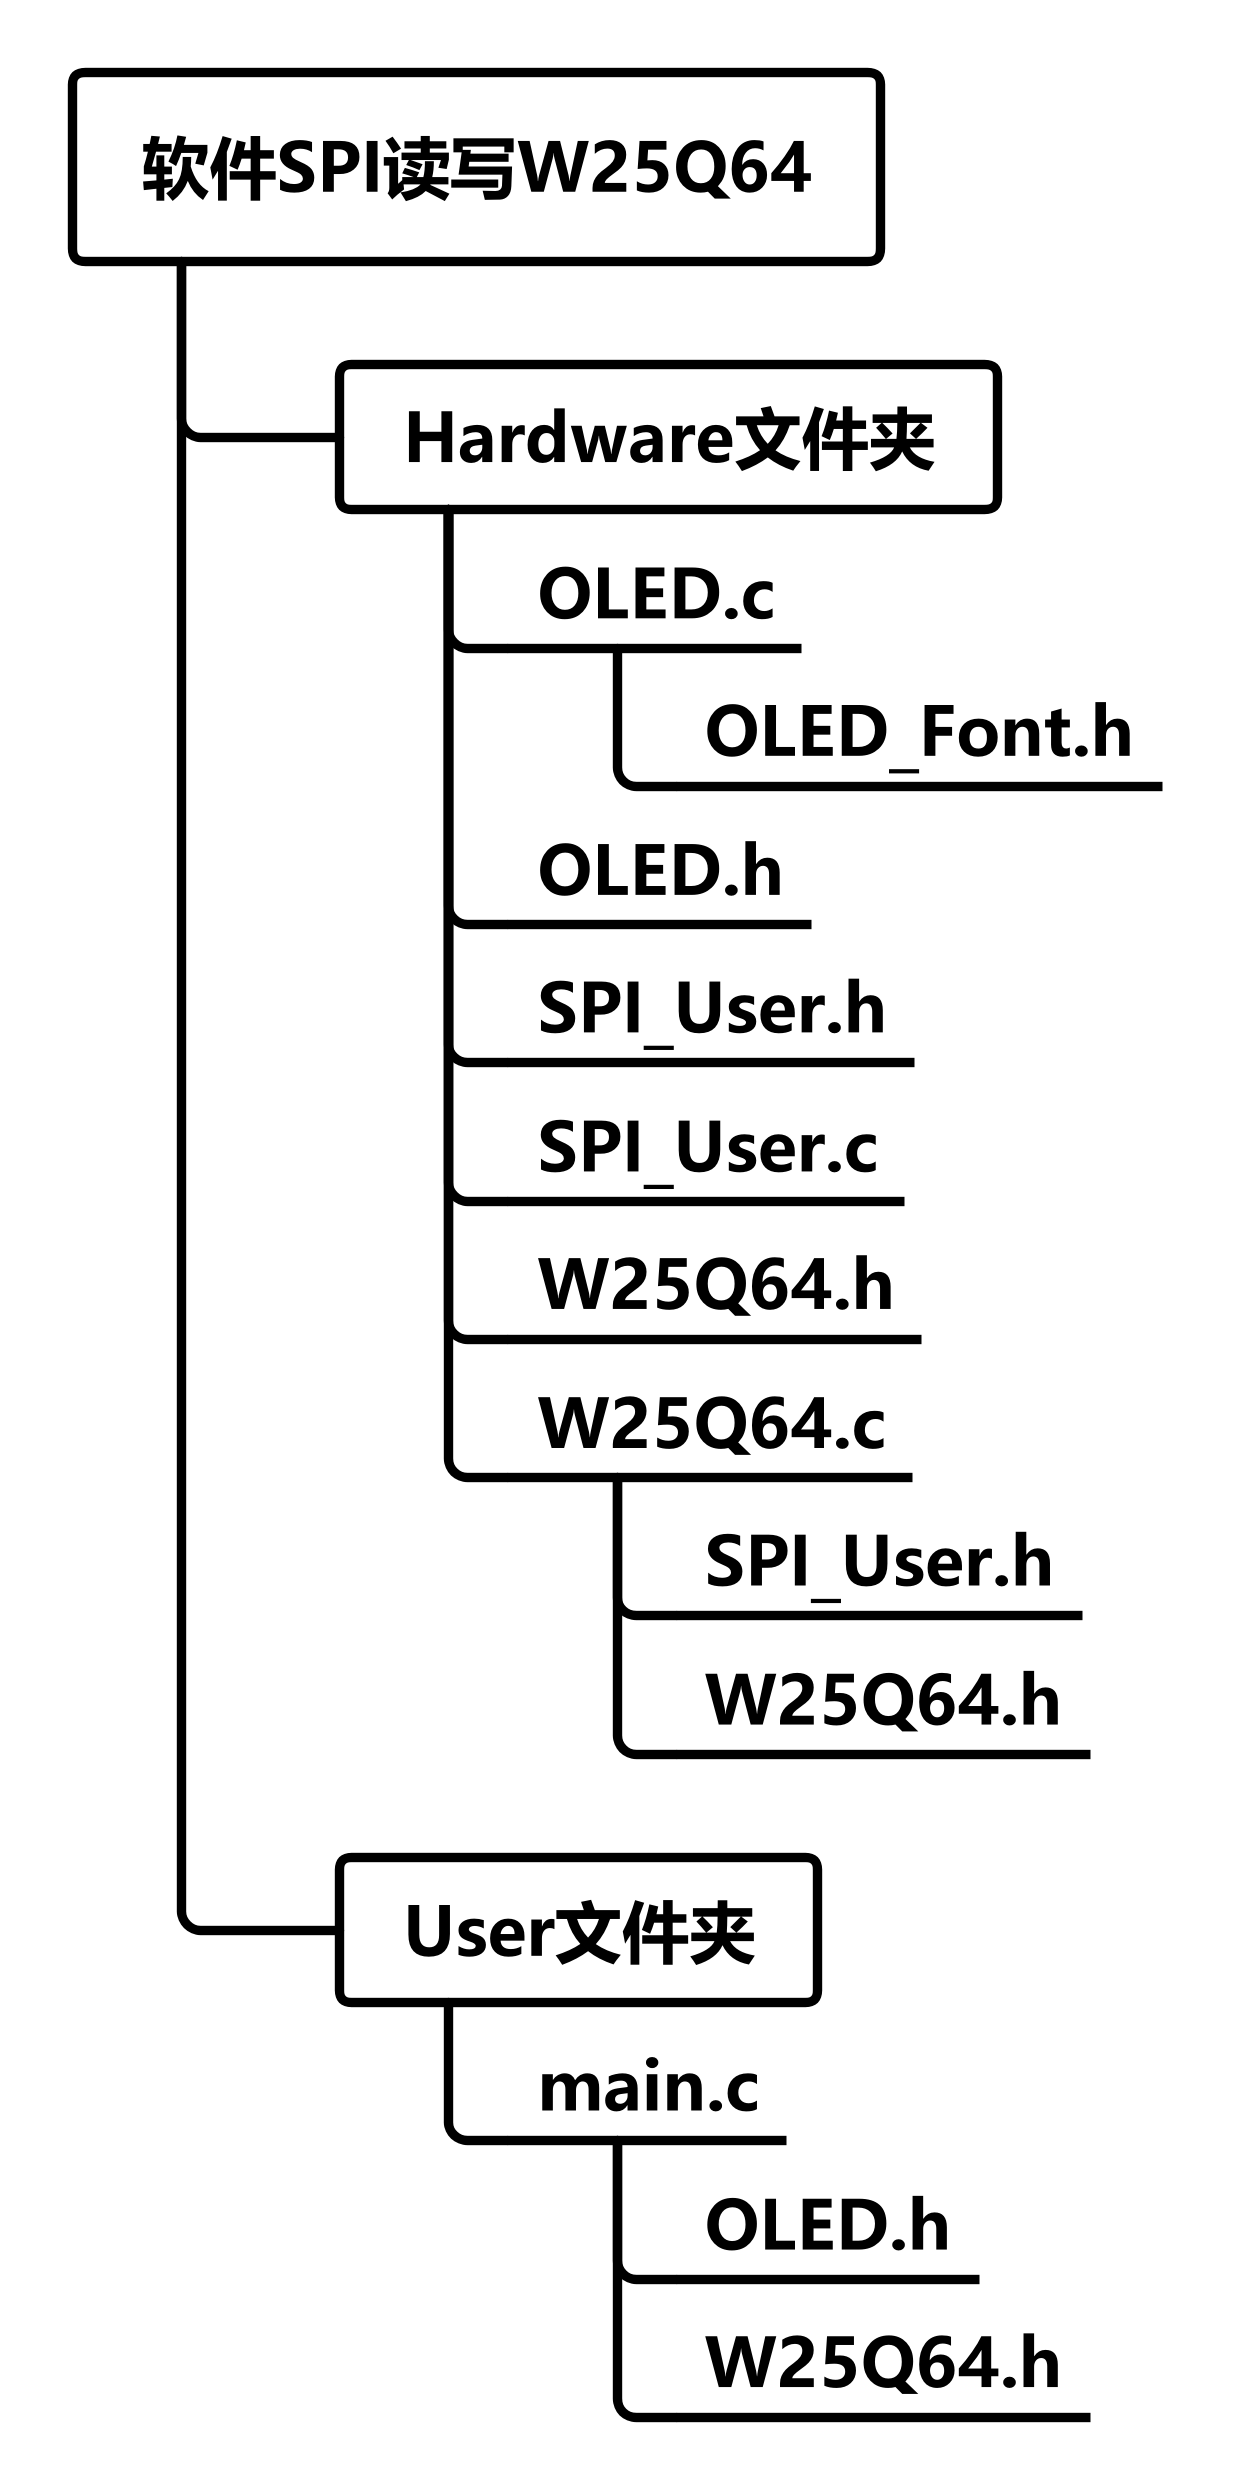 软件SPI读写W25Q64
Hardware文件夹
OLED.c
OLED_Font.h
OLED.h
SPI_User.h
SPI_User.c
W25Q64.h
W25Q64.c
SPI_User.h
W25Q64.h
User文件夹
main.c
OLED.h
W25Q64.h